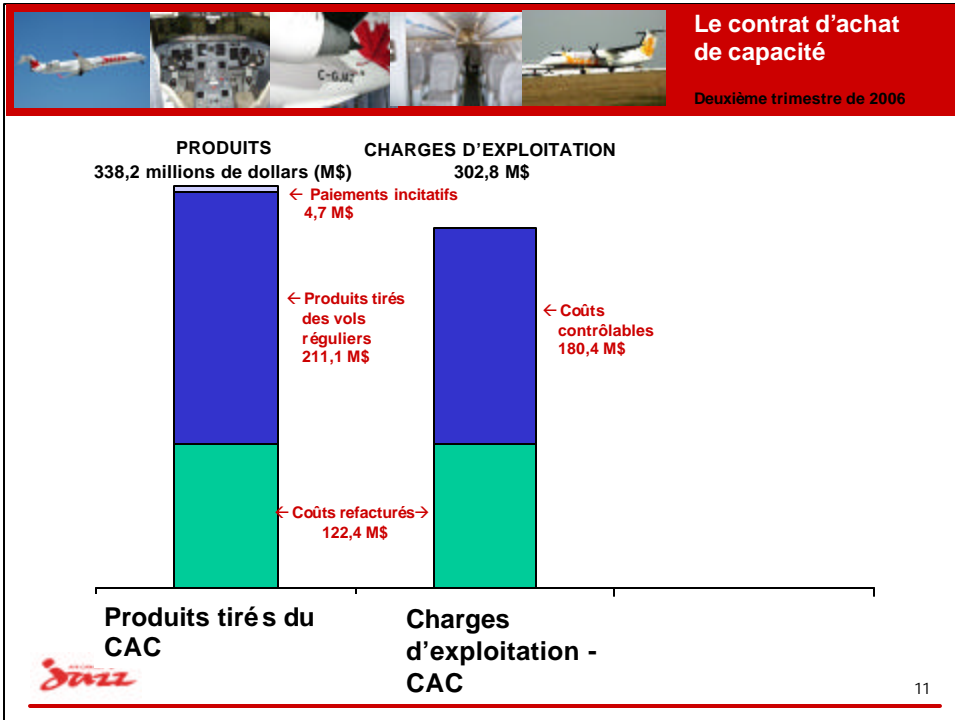 Le contrat d'achat
de capacité
Deuxième trimestre de 2006
C-GJAZ
PRODUITS
338,2 millions de dollars (M$)
CHARGES D'EXPLOITATION
302,8 M$
← Paiements incitatifs
4,7 M$
← Produits tirés
des vols
réguliers
211,1 M$
← Coûts
contrôlables
180,4 M$
← Coûts refacturés→
122,4 M$
Produits tirés du
CAC
Charges
d'exploitation -
CAC
Jazz
11